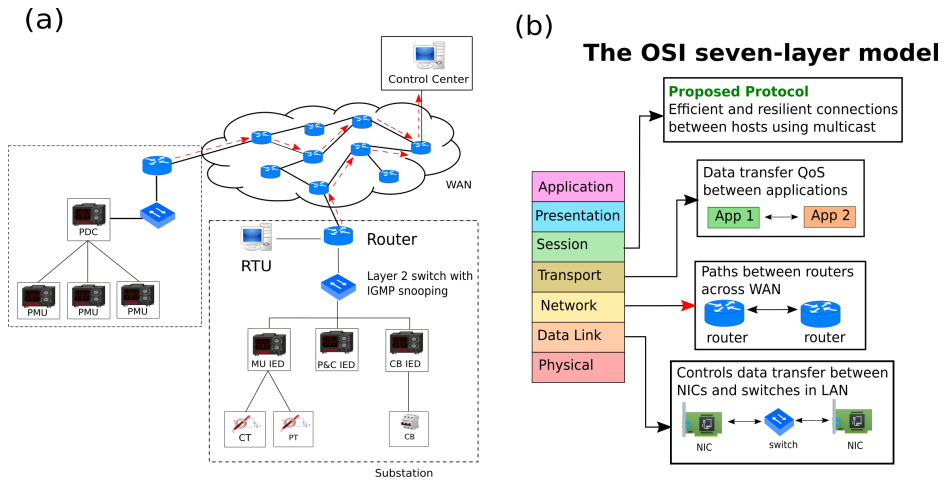 (a)
Control Center
WAN
PDC
PMU
PMU
PMU
RTU
Router
Layer 2 switch with
IGMP snooping
MU IED
P&C IED
CB IED
CT
PT
CB
Substation
(b)
The OSI seven-layer model
Application
Presentation
Session
Transport
Network
Data Link
Physical
Proposed Protocol
Efficient and resilient connections
between hosts using multicast
Data transfer QoS
between applications
App 1
App 2
Paths between routers
across WAN
router
router
Controls data transfer between
NICs and switches in LAN
NIC
switch
NIC